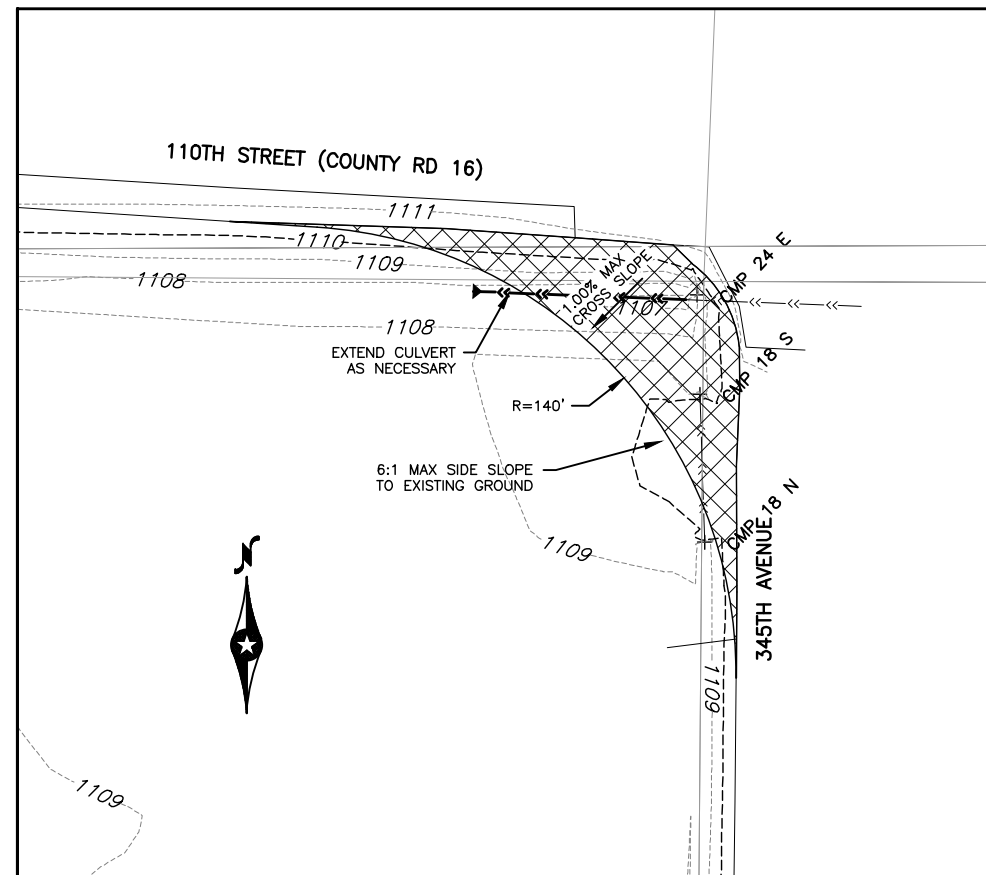 110TH STREET (COUNTY RD 16)
1111
1110
1109
1108
1108
1.00% MAX
CROSS SLOPE
CMP 24 E
EXTEND CULVERT
AS NECESSARY
CMP 18 S
R=140'
6:1 MAX SIDE SLOPE
TO EXISTING GROUND
CMP 18 N
1109
N
345TH AVENUE
1109
1109